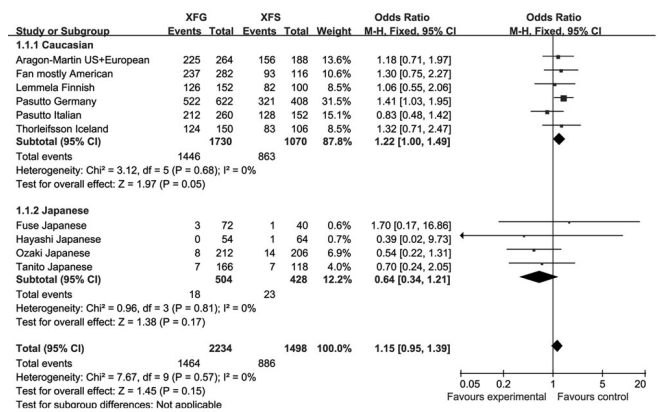 XFG XFS Odds Ratio Odds Ratio
Study or Subgroup Events Total Events Total Weight M-H, Fixed, 95% CI M-H, Fixed, 95% CI
1.1.1 Caucasian
Aragon-Martin US+European 225 264 156 188 13.6% 1.18 [0.71, 1.97]
Fan mostly American 237 282 93 116 10.6% 1.30 [0.75, 2.27]
Lemmela Finnish 126 152 82 100 8.5% 1.06 [0.55, 2.06]
Pasutto Germany 522 622 321 408 31.5% 1.41 [1.03, 1.95]
Pasutto Italian 212 260 128 152 15.1% 0.83 [0.48, 1.42]
Thorleifsson Iceland 124 150 83 106 8.5% 1.32 [0.71, 2.47]
Subtotal (95% CI) 1730 1070 87.8% 1.22 [1.00, 1.49]
Total events 1446 863
Heterogeneity: Chi² = 3.12, df = 5 (P = 0.68); I² = 0%
Test for overall effect: Z = 1.97 (P = 0.05)
1.1.2 Japanese
Fuse Japanese 3 72 1 40 0.6% 1.70 [0.17, 16.86]
Hayashi Japanese 0 54 1 64 0.7% 0.39 [0.02, 9.73]
Ozaki Japanese 8 212 14 206 6.9% 0.54 [0.22, 1.31]
Tanito Japanese 7 166 7 118 4.0% 0.70 [0.24, 2.05]
Subtotal (95% CI) 504 428 12.2% 0.64 [0.34, 1.21]
Total events 18 23
Heterogeneity: Chi² = 0.96, df = 3 (P = 0.81); I² = 0%
Test for overall effect: Z = 1.38 (P = 0.17)
Total (95% CI) 2234 1498 100.0% 1.15 [0.95, 1.39]
Total events 1464 886
Heterogeneity: Chi² = 7.67, df = 9 (P = 0.57); I² = 0%
Test for overall effect: Z = 1.45 (P = 0.15)
Test for subgroup differences: Not applicable
0.05 0.2 1 5 20
Favours experimental Favours control